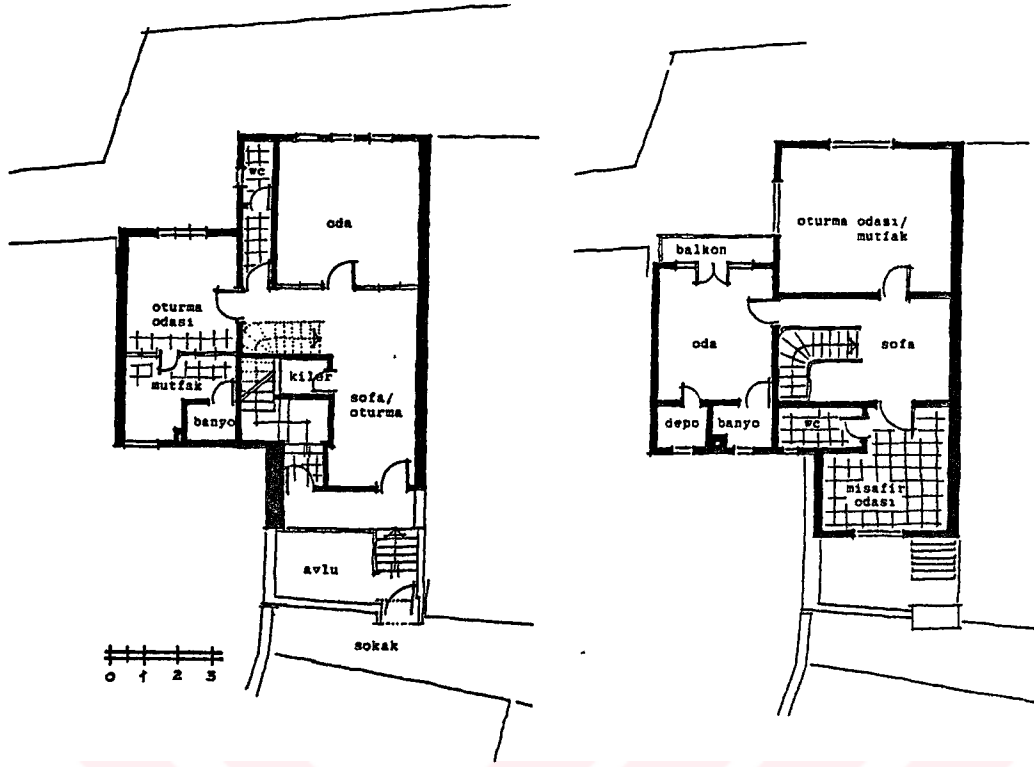 wc
oda
oturma
odası
kiler
mutfak
sofa/
oturma
banyo
avlu
sokak
0 1 2 3
oturma odası/
mutfak
balkon
oda
sofa
depo
banyo
wc
misafir
odası